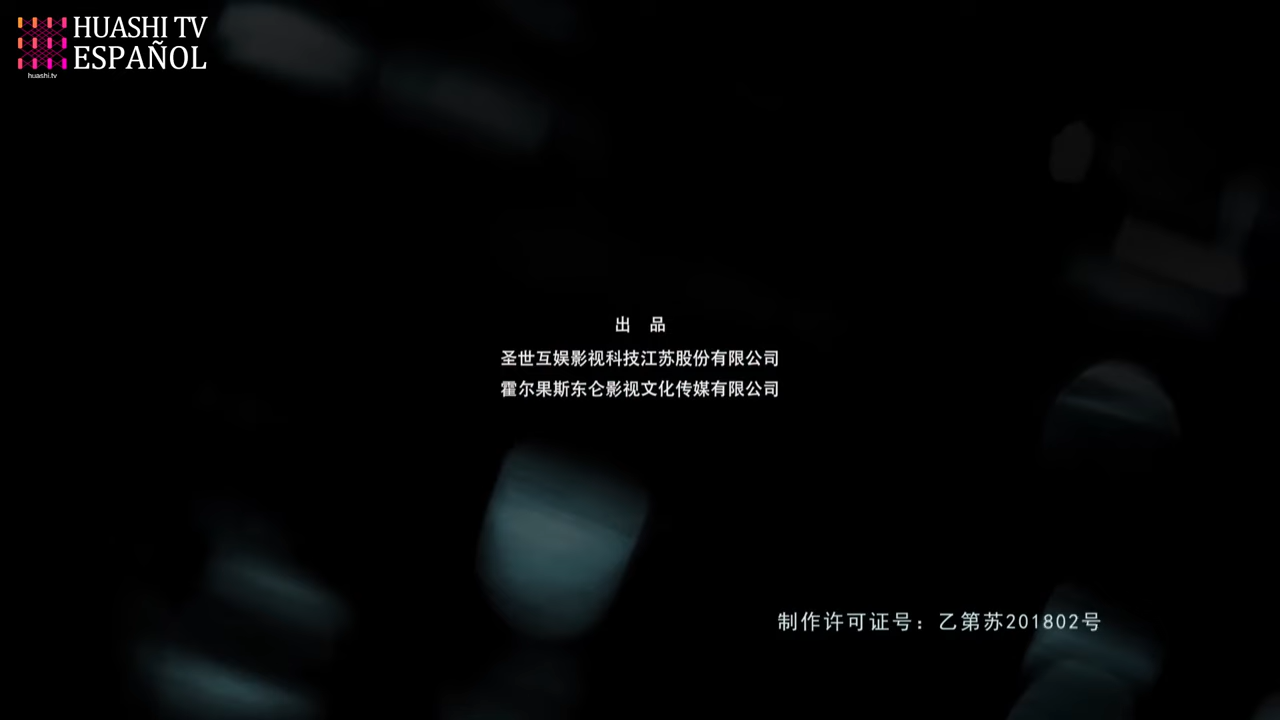 HUASHI TV
ESPAÑOL
huashi.tv
出 品
圣世互娱影视科技江苏股份有限公司
霍尔果斯东仑影视文化传媒有限公司
制作许可证号：乙第苏201802号